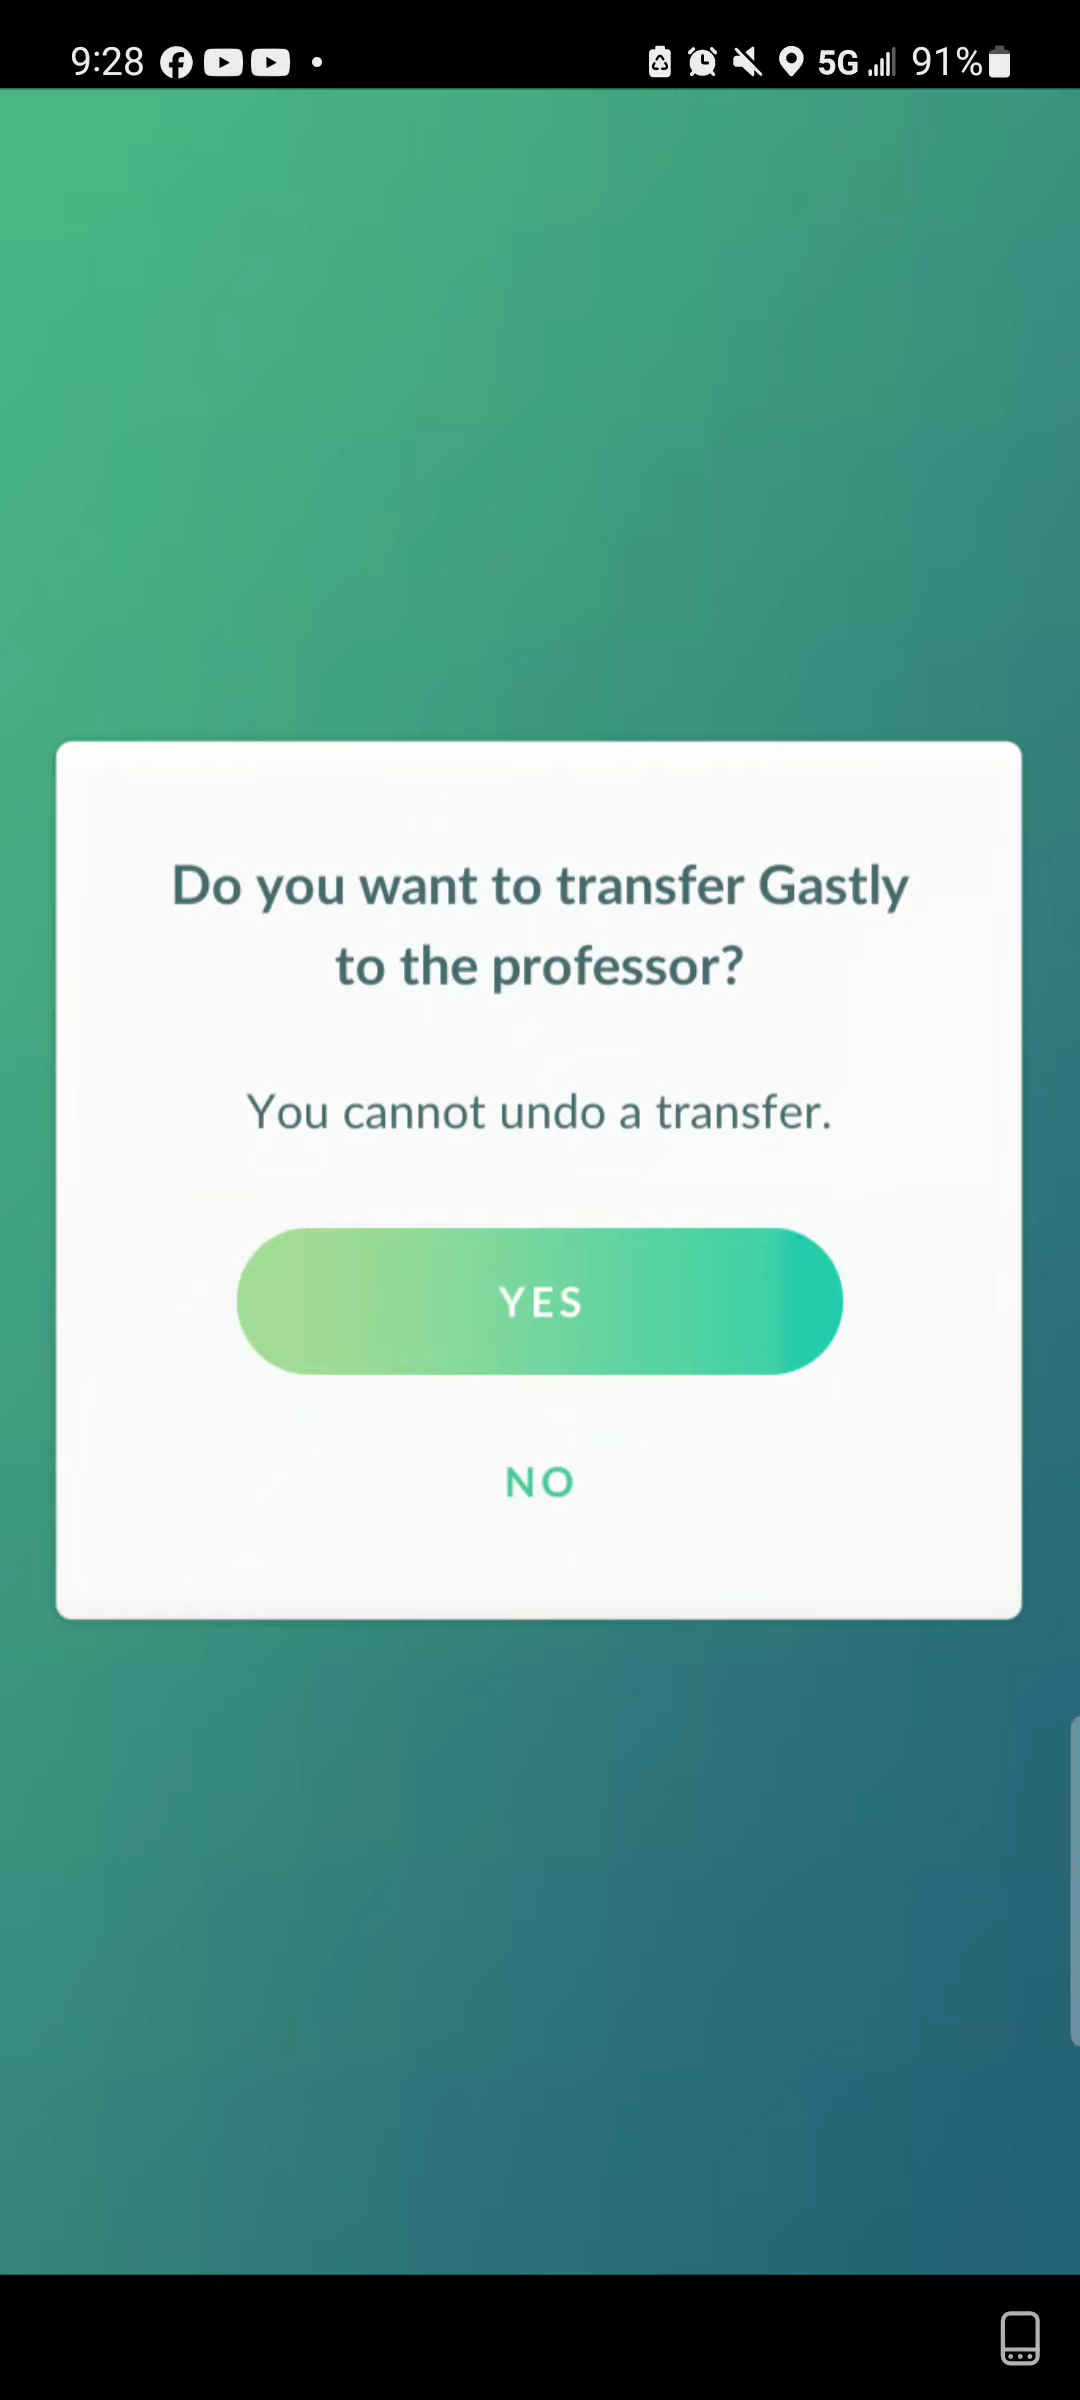 9:28 5G 91%
Do you want to transfer Gastly
to the professor?
You cannot undo a transfer.
YES
NO